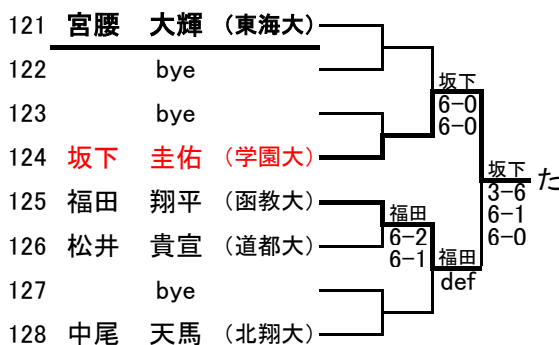 121 宮腰 大輝 (東海大)
122 bye
坂下
6-0
6-0
123 bye
124 坂下 圭佑 (学園大)
坂下
3-6
6-1
6-0
た
125 福田 翔平 (函教大)
福田
6-2
6-1
126 松井 貴宣 (道都大)
福田
def
127 bye
128 中尾 天馬 (北翔大)